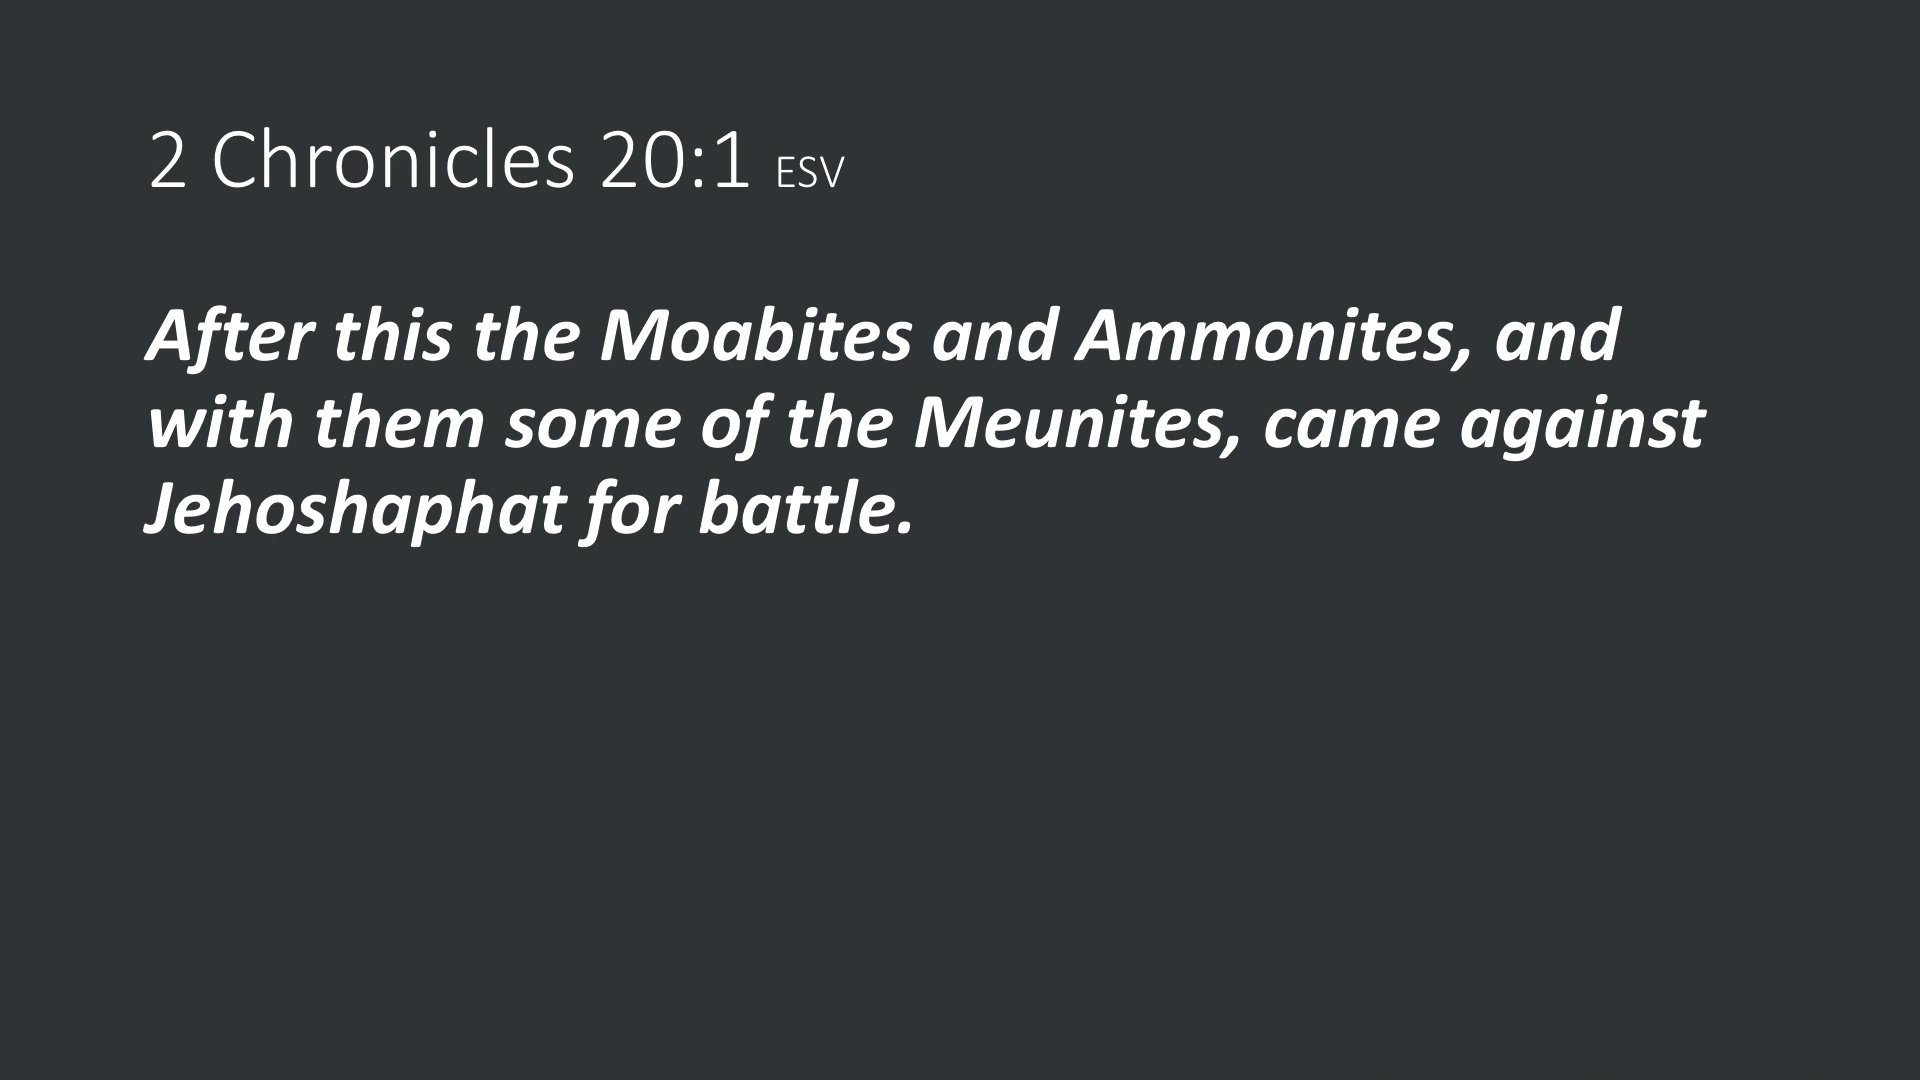 2 Chronicles 20:1 ESV
After this the Moabites and Ammonites, and
with them some of the Meunites, came against
Jehoshaphat for battle.